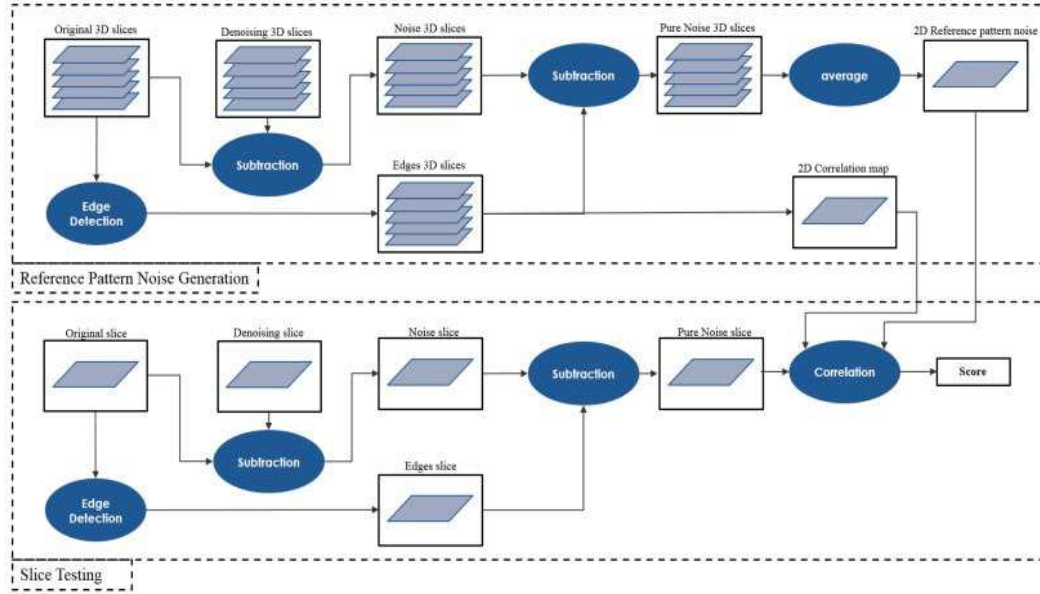 Original 3D slices
Denoising 3D slices
Noise 3D slices
Pure Noise 3D slices
2D Reference pattern noise
Subtraction
average
Subtraction
Edges 3D slices
2D Correlation map
Edge
Detection
Reference Pattern Noise Generation
Original slice
Denoising slice
Noise slice
Pure Noise slice
Subtraction
Correlation
Score
Subtraction
Edges slice
Edge
Detection
Slice Testing